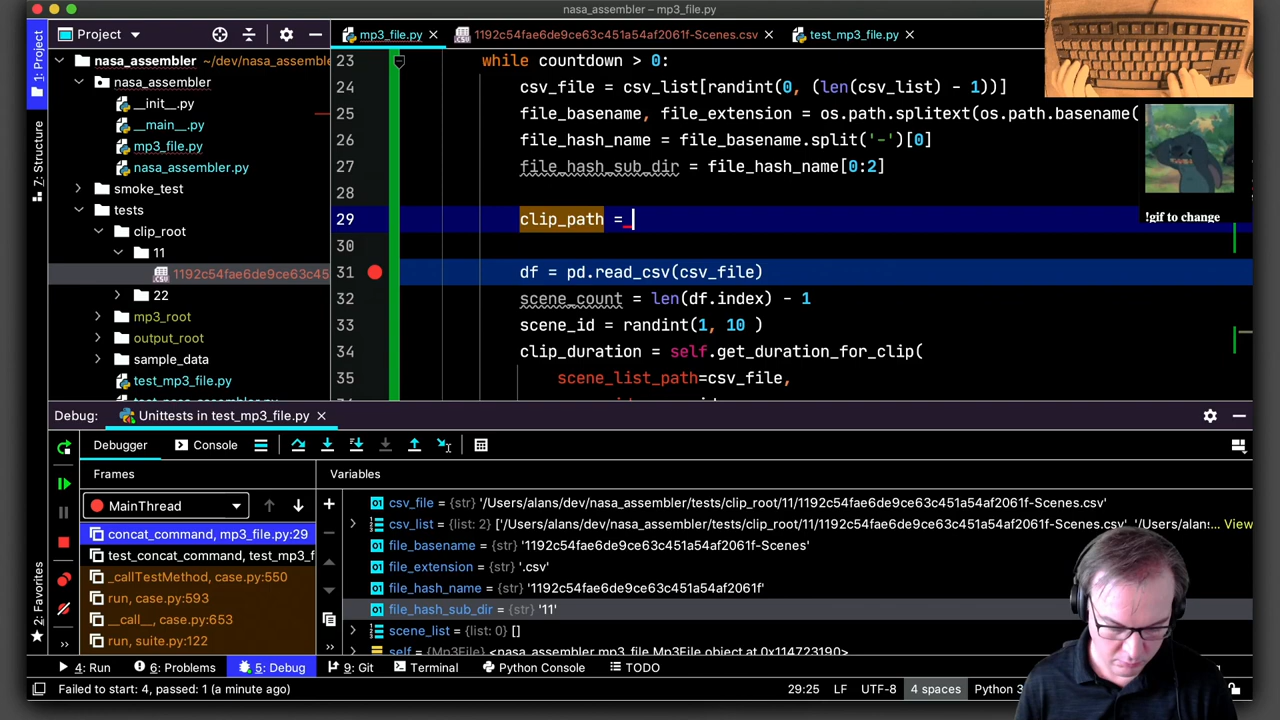 nasa_assembler – mp3_file.py
Project
mp3_file.py
1192c54fae6de9ce63c451a54af2061f-Scenes.csv
test_mp3_file.py
1: Project
7: Structure
2: Favorites
nasa_assembler ~/dev/nasa_assemble
nasa_assembler
__init__.py
__main__.py
mp3_file.py
nasa_assembler.py
smoke_test
tests
clip_root
11
1192c54fae6de9ce63c45
22
mp3_root
output_root
sample_data
test_mp3_file.py
23 while countdown > 0:
24 csv_file = csv_list[randint(0, (len(csv_list) - 1))]
25 file_basename, file_extension = os.path.splitext(os.path.basename(
26 file_hash_name = file_basename.split('-')[0]
27 file_hash_sub_dir = file_hash_name[0:2]
28
29 clip_path =
30
31 df = pd.read_csv(csv_file)
32 scene_count = len(df.index) - 1
33 scene_id = randint(1, 10 )
34 clip_duration = self.get_duration_for_clip(
35 scene_list_path=csv_file,
!gif to change
Debug: Unittests in test_mp3_file.py
Debugger Console
Frames
Variables
MainThread
concat_command, mp3_file.py:29
test_concat_command, test_mp3_f
_callTestMethod, case.py:550
run, case.py:593
__call__, case.py:653
run, suite.py:122
csv_file = {str} '/Users/alans/dev/nasa_assembler/tests/clip_root/11/1192c54fae6de9ce63c451a54af2061f-Scenes.csv'
csv_list = {list: 2} ['/Users/alans/dev/nasa_assembler/tests/clip_root/11/1192c54fae6de9ce63c451a54af2061f-Scenes.csv', '/Users/alan:... View
file_basename = {str} '1192c54fae6de9ce63c451a54af2061f-Scenes'
file_extension = {str} '.csv'
file_hash_name = {str} '1192c54fae6de9ce63c451a54af2061f'
file_hash_sub_dir = {str} '11'
scene_list = {list: 0} []
self = {Mp3File} <nasa_assembler.mp3_file.Mp3File object at 0x114723190>
4: Run 6: Problems 5: Debug 9: Git Terminal Python Console TODO
Failed to start: 4, passed: 1 (a minute ago)
29:25 LF UTF-8 4 spaces Python 3